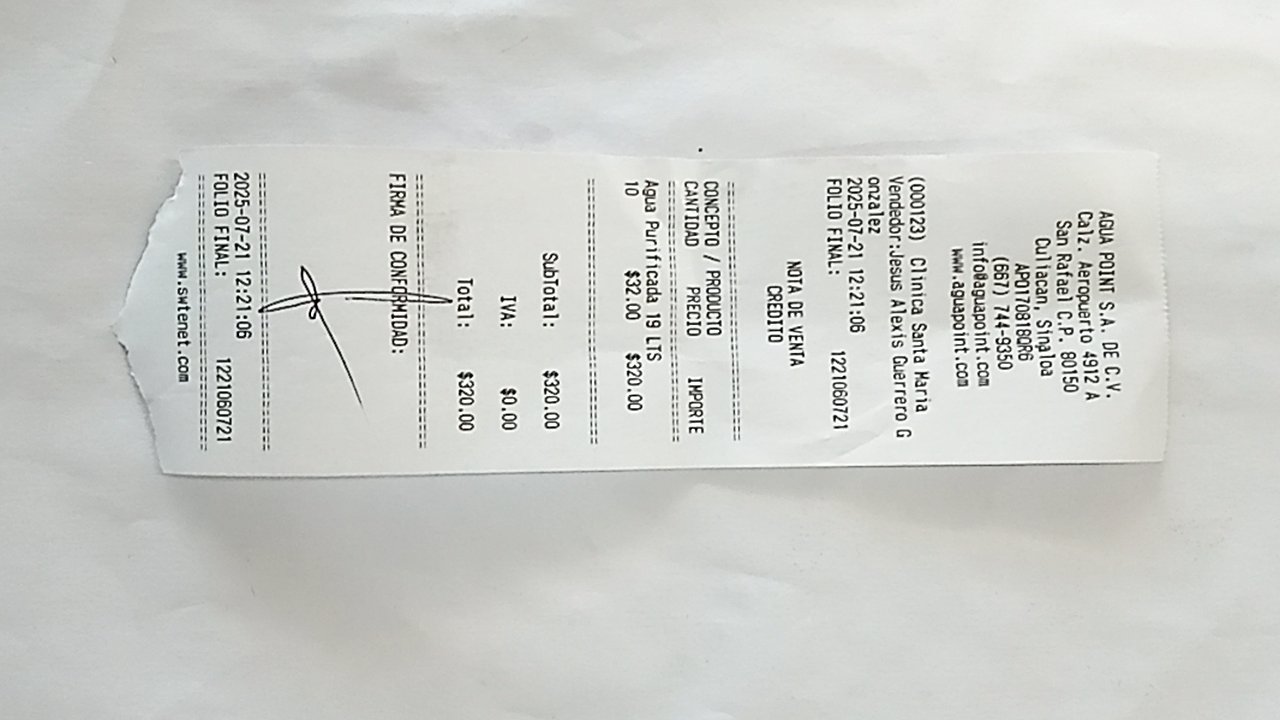 AGUA POINT S.A. DE C.V.
Calz. Aeropuerto 4912 A
San Rafael C.P. 80150
Culiacan, Sinaloa
APO170818QR6
(667) 744-9350
info@aguapoint.com
www.aguapoint.com
(000123) Clinica Santa Maria
Vendedor:Jesus Alexis Guerrero G
onzalez
2025-07-21 12:21:06
FOLIO FINAL: 1221060721
NOTA DE VENTA
CREDITO
CONCEPTO / PRODUCTO
CANTIDAD PRECIO IMPORTE
Agua Purificada 19 LTS
10 $32.00 $320.00
SubTotal: $320.00
IVA: $0.00
Total: $320.00
FIRMA DE CONFORMIDAD:
2025-07-21 12:21:06
FOLIO FINAL: 1221060721
www.swtenet.com